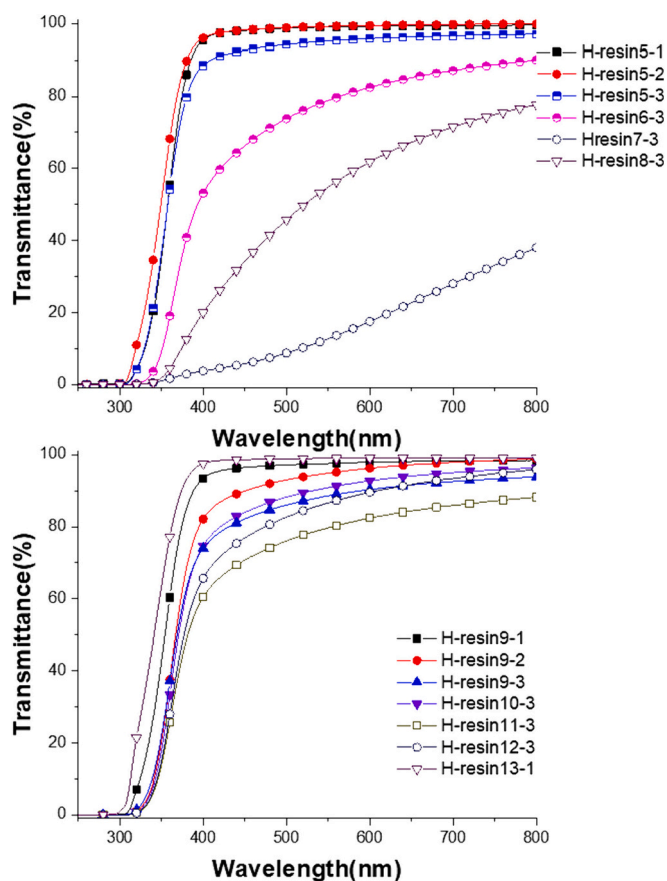 100
80
60
40
20
0
Transmittance(%)
300 400 500 600 700 800
Wavelength(nm)
H-resin5-1
H-resin5-2
H-resin5-3
H-resin6-3
Hresin7-3
H-resin8-3
100
80
60
40
20
0
Transmittance(%)
H-resin9-1
H-resin9-2
H-resin9-3
H-resin10-3
H-resin11-3
H-resin12-3
H-resin13-1
300 400 500 600 700 800
Wavelength(nm)